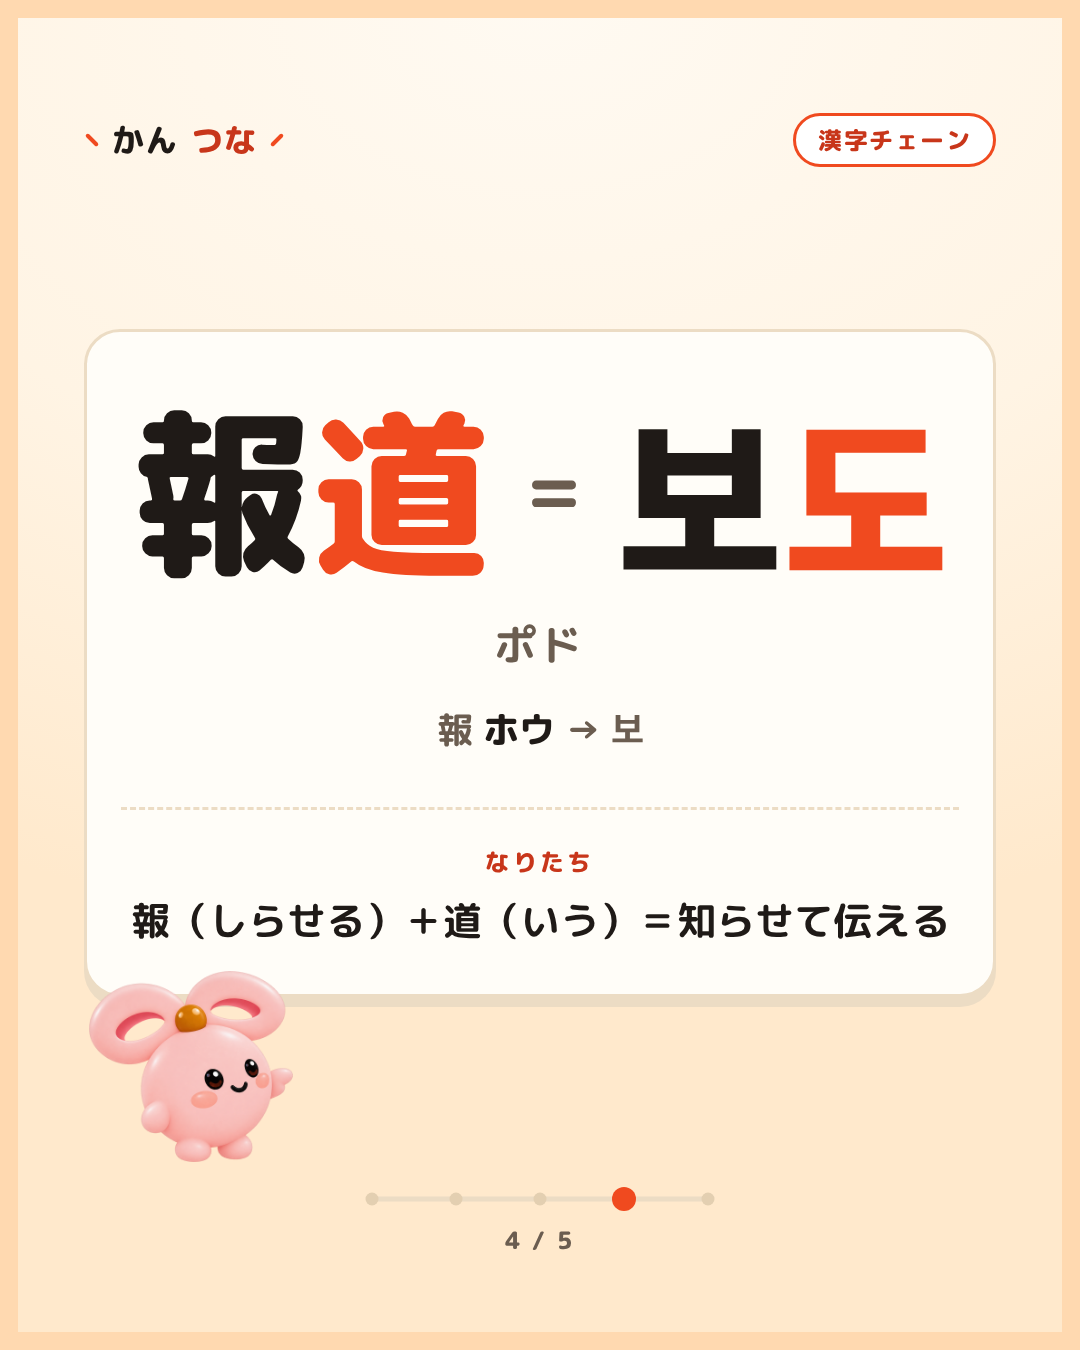 かん つな
漢字チェーン
報道 = 보도
ポド
報 ホウ → 보
なりたち
報（しらせる）＋道（いう）＝知らせて伝える
4 / 5